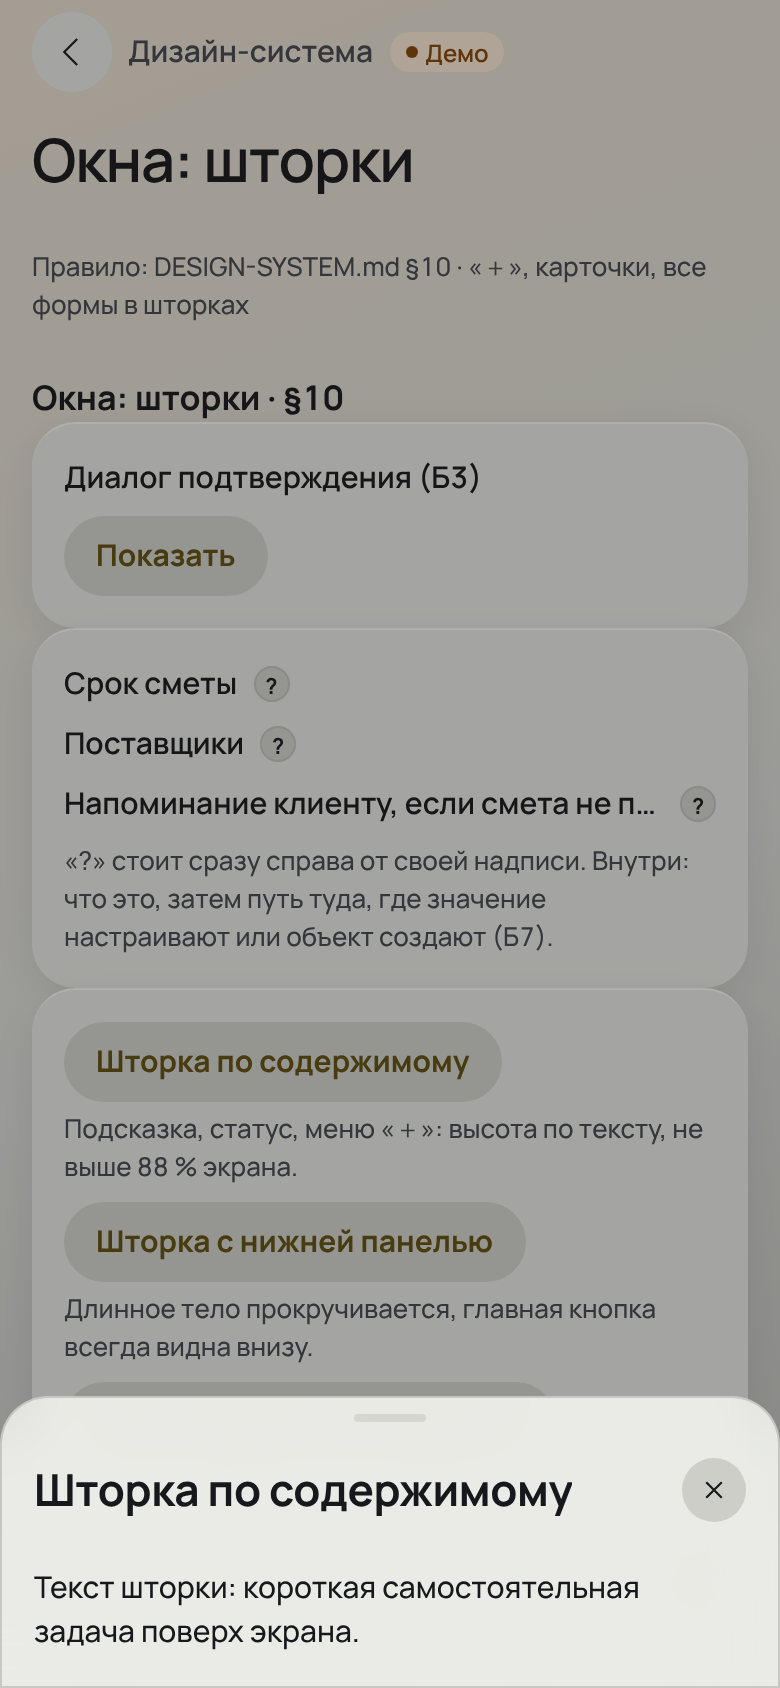 Дизайн-система
Демо
Окна: шторки
Правило: DESIGN-SYSTEM.md §10 · « + », карточки, все
формы в шторках
Окна: шторки · §10
Диалог подтверждения (Б3)
Показать
Срок сметы ?
Поставщики ?
Напоминание клиенту, если смета не п... ?
«?» стоит сразу справа от своей надписи. Внутри:
что это, затем путь туда, где значение
настраивают или объект создают (Б7).
Шторка по содержимому
Подсказка, статус, меню « + »: высота по тексту, не
выше 88 % экрана.
Шторка с нижней панелью
Длинное тело прокручивается, главная кнопка
всегда видна внизу.
Шторка по содержимому
Текст шторки: короткая самостоятельная
задача поверх экрана.